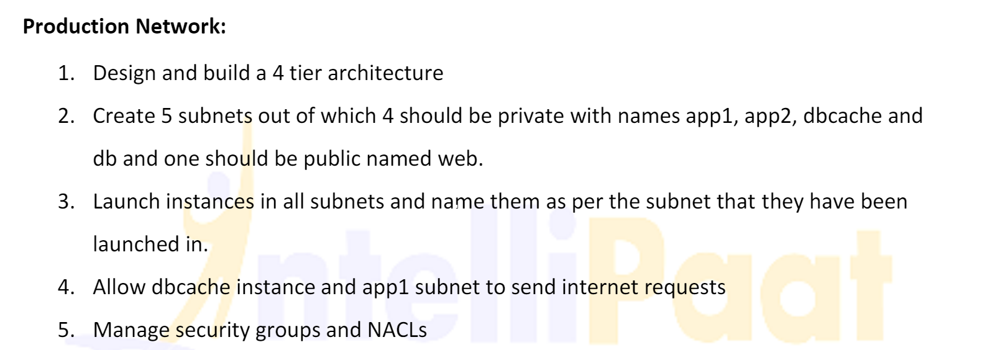 Production Network:
1. Design and build a 4 tier architecture
2. Create 5 subnets out of which 4 should be private with names app1, app2, dbcache and
db and one should be public named web.
3. Launch instances in all subnets and name them as per the subnet that they have been
launched in.
4. Allow dbcache instance and app1 subnet to send internet requests
5. Manage security groups and NACLs
IntelliPaat